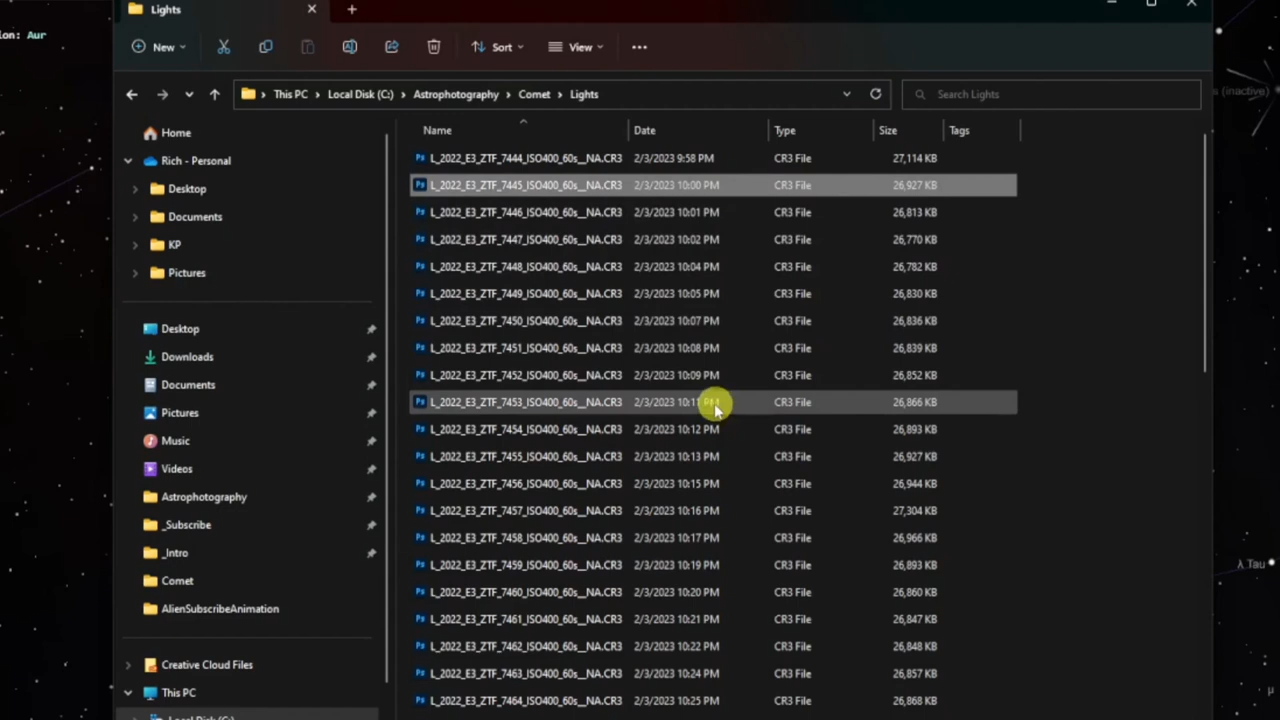 Lights
ion: Aur
New
Sort
View
This PC
Local Disk (C:)
Astrophotography
Comet
Lights
Search Lights
s (inactive)
Name
Date
Type
Size
Tags
Home
Rich - Personal
Desktop
Documents
KP
Pictures
Desktop
Downloads
Documents
Pictures
Music
Videos
Astrophotography
_Subscribe
_Intro
Comet
AlienSubscribeAnimation
Creative Cloud Files
This PC
Local Disk (C:)
L_2022_E3_ZTF_7444_ISO400_60s__NA.CR3 2/3/2023 9:58 PM CR3 File 27,114 KB
L_2022_E3_ZTF_7445_ISO400_60s__NA.CR3 2/3/2023 10:00 PM CR3 File 26,927 KB
L_2022_E3_ZTF_7446_ISO400_60s__NA.CR3 2/3/2023 10:01 PM CR3 File 26,813 KB
L_2022_E3_ZTF_7447_ISO400_60s__NA.CR3 2/3/2023 10:02 PM CR3 File 26,770 KB
L_2022_E3_ZTF_7448_ISO400_60s__NA.CR3 2/3/2023 10:04 PM CR3 File 26,782 KB
L_2022_E3_ZTF_7449_ISO400_60s__NA.CR3 2/3/2023 10:05 PM CR3 File 26,830 KB
L_2022_E3_ZTF_7450_ISO400_60s__NA.CR3 2/3/2023 10:07 PM CR3 File 26,836 KB
L_2022_E3_ZTF_7451_ISO400_60s__NA.CR3 2/3/2023 10:08 PM CR3 File 26,839 KB
L_2022_E3_ZTF_7452_ISO400_60s__NA.CR3 2/3/2023 10:09 PM CR3 File 26,852 KB
L_2022_E3_ZTF_7453_ISO400_60s__NA.CR3 2/3/2023 10:11 PM CR3 File 26,866 KB
L_2022_E3_ZTF_7454_ISO400_60s__NA.CR3 2/3/2023 10:12 PM CR3 File 26,893 KB
L_2022_E3_ZTF_7455_ISO400_60s__NA.CR3 2/3/2023 10:13 PM CR3 File 26,927 KB
L_2022_E3_ZTF_7456_ISO400_60s__NA.CR3 2/3/2023 10:15 PM CR3 File 26,944 KB
L_2022_E3_ZTF_7457_ISO400_60s__NA.CR3 2/3/2023 10:16 PM CR3 File 27,304 KB
L_2022_E3_ZTF_7458_ISO400_60s__NA.CR3 2/3/2023 10:17 PM CR3 File 26,966 KB
L_2022_E3_ZTF_7459_ISO400_60s__NA.CR3 2/3/2023 10:19 PM CR3 File 26,893 KB
L_2022_E3_ZTF_7460_ISO400_60s__NA.CR3 2/3/2023 10:20 PM CR3 File 26,860 KB
L_2022_E3_ZTF_7461_ISO400_60s__NA.CR3 2/3/2023 10:21 PM CR3 File 26,847 KB
L_2022_E3_ZTF_7462_ISO400_60s__NA.CR3 2/3/2023 10:22 PM CR3 File 26,848 KB
L_2022_E3_ZTF_7463_ISO400_60s__NA.CR3 2/3/2023 10:24 PM CR3 File 26,857 KB
L_2022_E3_ZTF_7464_ISO400_60s__NA.CR3 2/3/2023 10:25 PM CR3 File 26,868 KB
λ Tau
μ